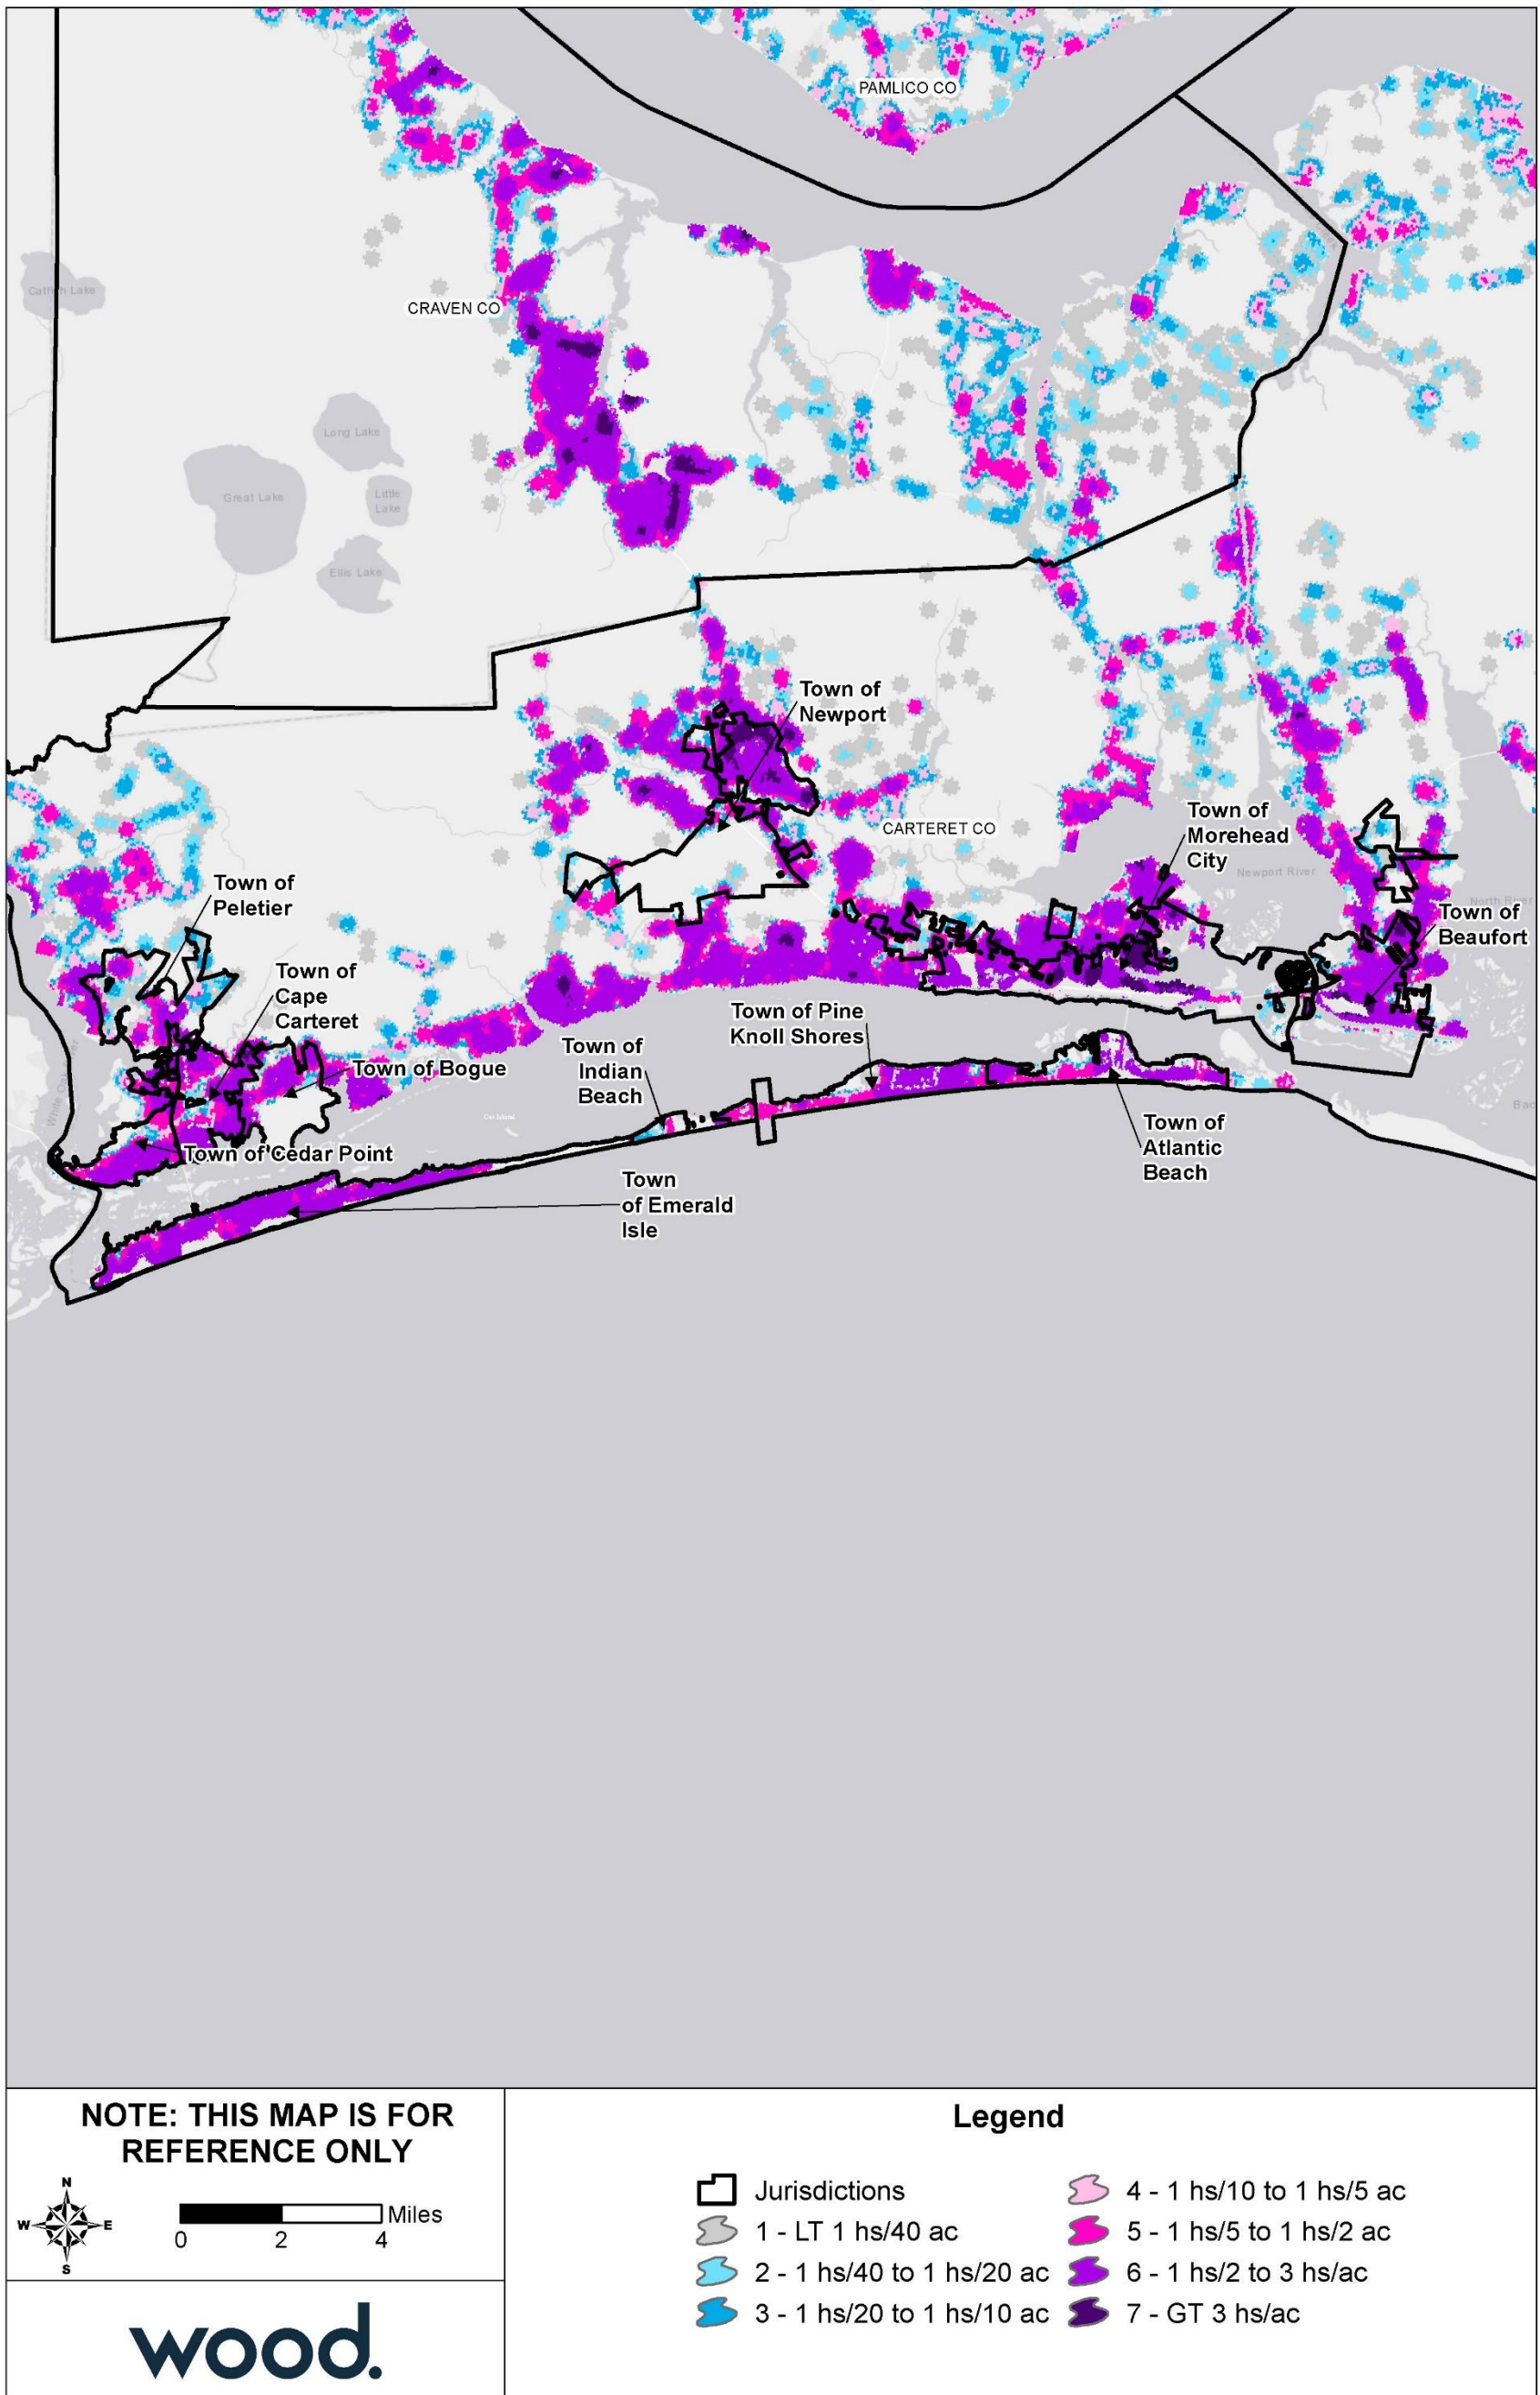 PAMLICO CO
Catfish Lake
CRAVEN CO
Long Lake
Great Lake
Little
Lake
Ellis Lake
Town of
Newport
Town of
Morehead
City
CARTERET CO
Newport River
Town of
Peletier
North River
Town of
Beaufort
Town of
Cape
Carteret
Town of Pine
Knoll Shores
Town of
Indian
Beach
Town of Bogue
Town of
Atlantic
Beach
Town of Cedar Point
Town
of Emerald
Isle
NOTE: THIS MAP IS FOR
REFERENCE ONLY
N
W E
S
Miles
0 2 4
wood.
Legend
Jurisdictions
1 - LT 1 hs/40 ac
2 - 1 hs/40 to 1 hs/20 ac
3 - 1 hs/20 to 1 hs/10 ac
4 - 1 hs/10 to 1 hs/5 ac
5 - 1 hs/5 to 1 hs/2 ac
6 - 1 hs/2 to 3 hs/ac
7 - GT 3 hs/ac